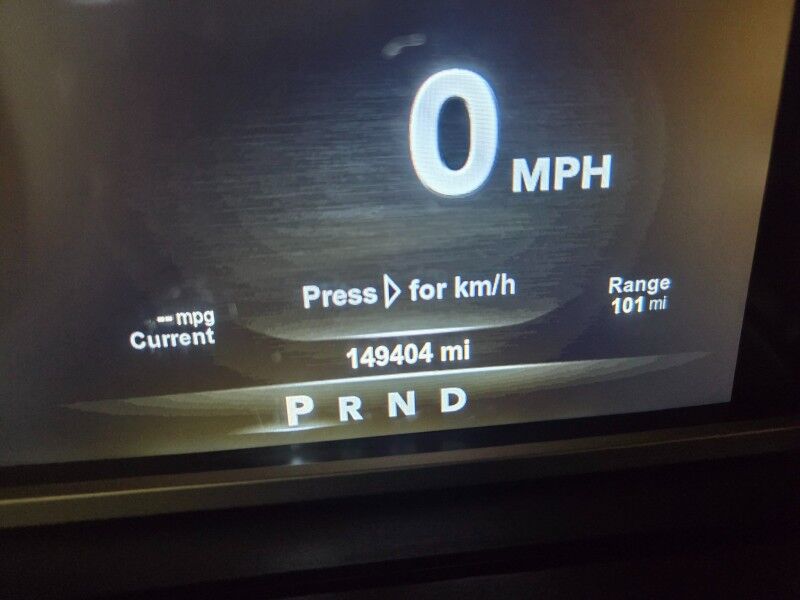 0 MPH
Press ▷ for km/h
-- mpg
Current
Range
101 mi
149404 mi
P R N D